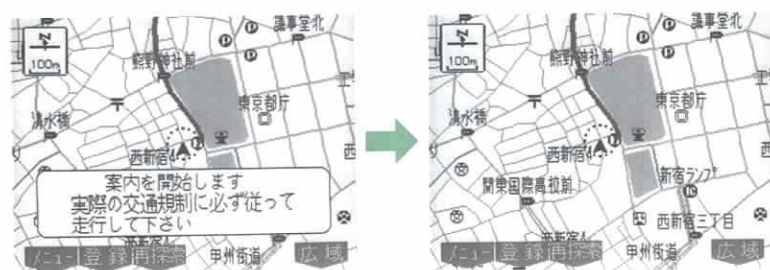 議事堂北
100m
熊野神社前
東京都庁
清水橋
西新宿4
案内を開始します
実際の交通規制に必ず従って
走行して下さい
メニュー 登録 再探索
甲州街道
広域
議事堂北
100m
熊野神社前
東京都庁
清水橋
西新宿4
新宿ランプ
関東国際高校前
西新宿三丁目
メニュー 登録 再探索
甲州街道
広域